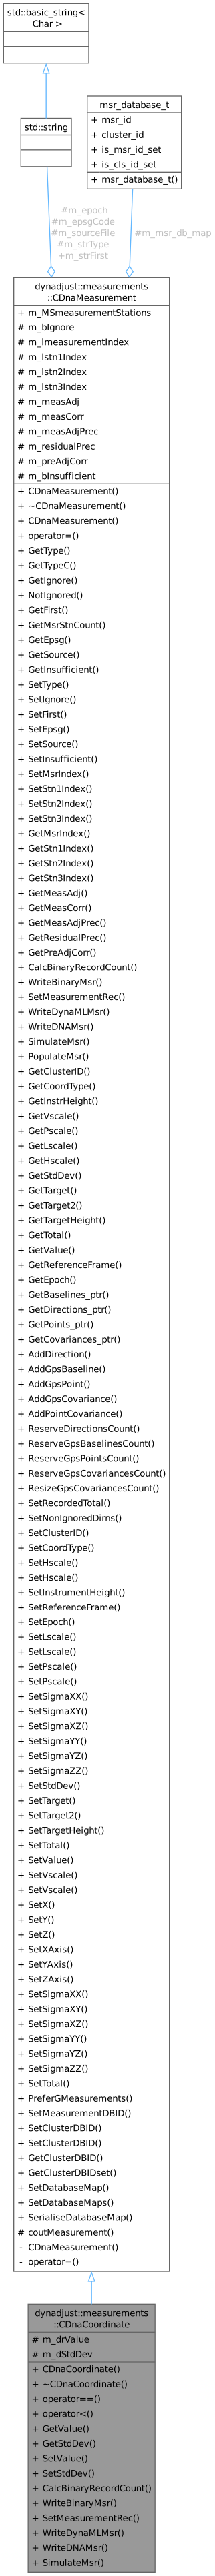 std::basic_string<
Char >
std::string
msr_database_t
+ msr_id
+ cluster_id
+ is_msr_id_set
+ is_cls_id_set
+ msr_database_t()
#m_epoch
#m_epsgCode
#m_sourceFile
#m_strType
+m_strFirst
#m_msr_db_map
dynadjust::measurements
::CDnaMeasurement
+ m_MSmeasurementStations
# m_bIgnore
# m_lmeasurementIndex
# m_lstn1Index
# m_lstn2Index
# m_lstn3Index
# m_measAdj
# m_measCorr
# m_measAdjPrec
# m_residualPrec
# m_preAdjCorr
# m_bInsufficient
+ CDnaMeasurement()
+ ~CDnaMeasurement()
+ CDnaMeasurement()
+ operator=()
+ GetType()
+ GetTypeC()
+ GetIgnore()
+ NotIgnored()
+ GetFirst()
+ GetMsrStnCount()
+ GetEpsg()
+ GetSource()
+ GetInsufficient()
+ SetType()
+ SetIgnore()
+ SetFirst()
+ SetEpsg()
+ SetSource()
+ SetInsufficient()
+ SetMsrIndex()
+ SetStn1Index()
+ SetStn2Index()
+ SetStn3Index()
+ GetMsrIndex()
+ GetStn1Index()
+ GetStn2Index()
+ GetStn3Index()
+ GetMeasAdj()
+ GetMeasCorr()
+ GetMeasAdjPrec()
+ GetResidualPrec()
+ GetPreAdjCorr()
+ CalcBinaryRecordCount()
+ WriteBinaryMsr()
+ SetMeasurementRec()
+ WriteDynaMLMsr()
+ WriteDNAMsr()
+ SimulateMsr()
+ PopulateMsr()
+ GetClusterID()
+ GetCoordType()
+ GetInstrHeight()
+ GetVscale()
+ GetPscale()
+ GetLscale()
+ GetHscale()
+ GetStdDev()
+ GetTarget()
+ GetTarget2()
+ GetTargetHeight()
+ GetTotal()
+ GetValue()
+ GetReferenceFrame()
+ GetEpoch()
+ GetBaselines_ptr()
+ GetDirections_ptr()
+ GetPoints_ptr()
+ GetCovariances_ptr()
+ AddDirection()
+ AddGpsBaseline()
+ AddGpsPoint()
+ AddGpsCovariance()
+ AddPointCovariance()
+ ReserveDirectionsCount()
+ ReserveGpsBaselinesCount()
+ ReserveGpsPointsCount()
+ ReserveGpsCovariancesCount()
+ ResizeGpsCovariancesCount()
+ SetRecordedTotal()
+ SetNonIgnoredDirns()
+ SetClusterID()
+ SetCoordType()
+ SetHscale()
+ SetHscale()
+ SetInstrumentHeight()
+ SetReferenceFrame()
+ SetEpoch()
+ SetLscale()
+ SetLscale()
+ SetPscale()
+ SetPscale()
+ SetSigmaXX()
+ SetSigmaXY()
+ SetSigmaXZ()
+ SetSigmaYY()
+ SetSigmaYZ()
+ SetSigmaZZ()
+ SetStdDev()
+ SetTarget()
+ SetTarget2()
+ SetTargetHeight()
+ SetTotal()
+ SetValue()
+ SetVscale()
+ SetVscale()
+ SetX()
+ SetY()
+ SetZ()
+ SetXAxis()
+ SetYAxis()
+ SetZAxis()
+ SetSigmaXX()
+ SetSigmaXY()
+ SetSigmaXZ()
+ SetSigmaYY()
+ SetSigmaYZ()
+ SetSigmaZZ()
+ SetTotal()
+ PreferGMeasurements()
+ SetMeasurementDBID()
+ SetClusterDBID()
+ SetClusterDBID()
+ GetClusterDBID()
+ GetClusterDBIDset()
+ SetDatabaseMap()
+ SetDatabaseMaps()
+ SerialiseDatabaseMap()
# coutMeasurement()
- CDnaMeasurement()
- operator=()
dynadjust::measurements
::CDnaCoordinate
# m_drValue
# m_dStdDev
+ CDnaCoordinate()
+ ~CDnaCoordinate()
+ operator==()
+ operator<()
+ GetValue()
+ GetStdDev()
+ SetValue()
+ SetStdDev()
+ CalcBinaryRecordCount()
+ WriteBinaryMsr()
+ SetMeasurementRec()
+ WriteDynaMLMsr()
+ WriteDNAMsr()
+ SimulateMsr()